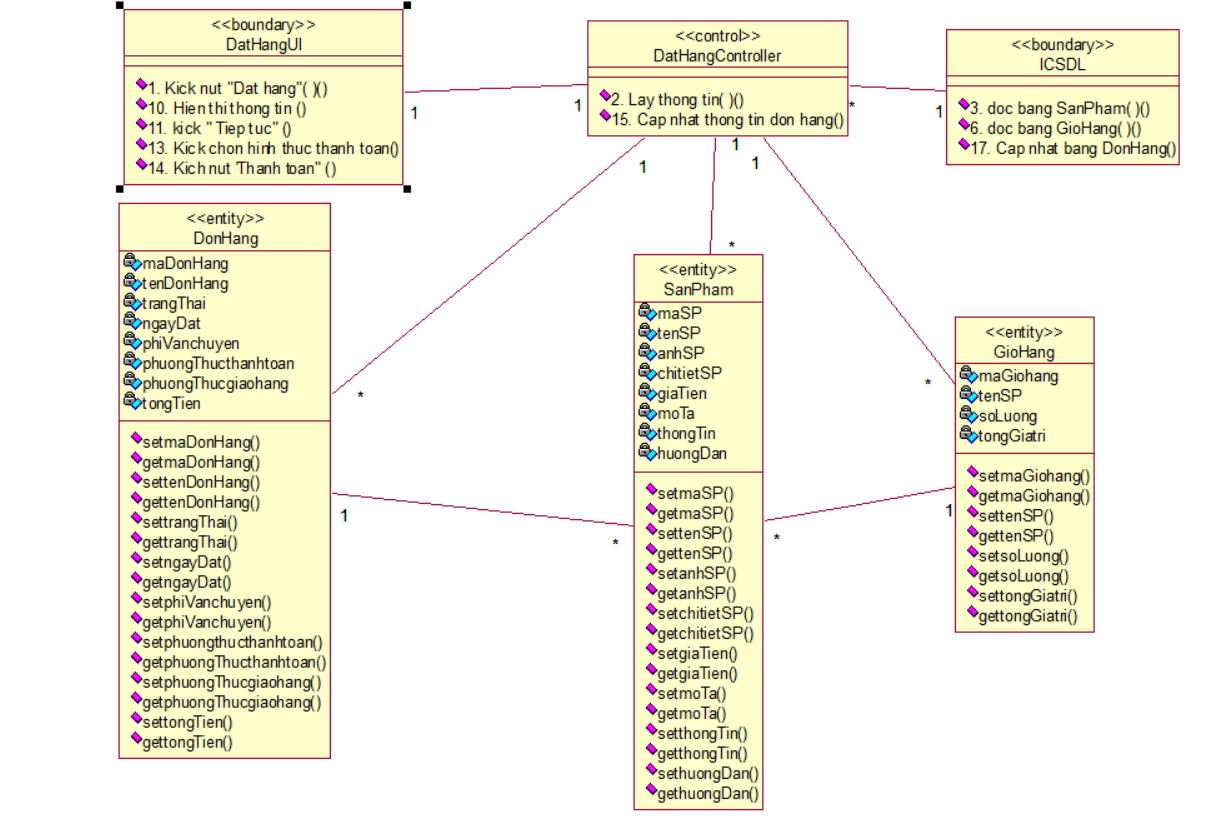 <<boundary>>
DatHangUI
1. Kick nut "Dat hang"( )()
10. Hien thi thong tin ()
11. kick " Tiep tuc" ()
13. Kick chon hinh thuc thanh toan()
14. Kich nut 'Thanh toan" ()
<<control>>
DatHangController
2. Lay thong tin( )()
15. Cap nhat thong tin don hang()
<<boundary>>
ICSDL
3. doc bang SanPham( )()
6. doc bang GioHang( )()
17. Cap nhat bang DonHang()
1
1
*
1
1
1
1
<<entity>>
DonHang
maDonHang
tenDonHang
trangThai
ngayDat
phiVanchuyen
phuongThucthanhtoan
phuongThucgiaohang
tongTien
setmaDonHang()
getmaDonHang()
settenDonHang()
gettenDonHang()
settrangThai()
gettrangThai()
setngayDat()
getngayDat()
setphiVanchuyen()
getphiVanchuyen()
setphuongthucthanhtoan()
getphuongThucthanhtoan()
setphuongThucgiaohang()
getphuongThucgiaohang()
settongTien()
gettongTien()
*
*
*
<<entity>>
SanPham
maSP
tenSP
anhSP
chitietSP
giaTien
moTa
thongTin
huongDan
setmaSP()
getmaSP()
settenSP()
gettenSP()
setanhSP()
getanhSP()
setchitietSP()
getchitietSP()
setgiaTien()
getgiaTien()
setmoTa()
getmoTa()
setthongTin()
getthongTin()
sethuongDan()
gethuongDan()
<<entity>>
GioHang
maGiohang
tenSP
soLuong
tongGiatri
setmaGiohang()
getmaGiohang()
settenSP()
gettenSP()
setsoLuong()
getsoLuong()
settongGiatri()
gettongGiatri()
1
*
*
1